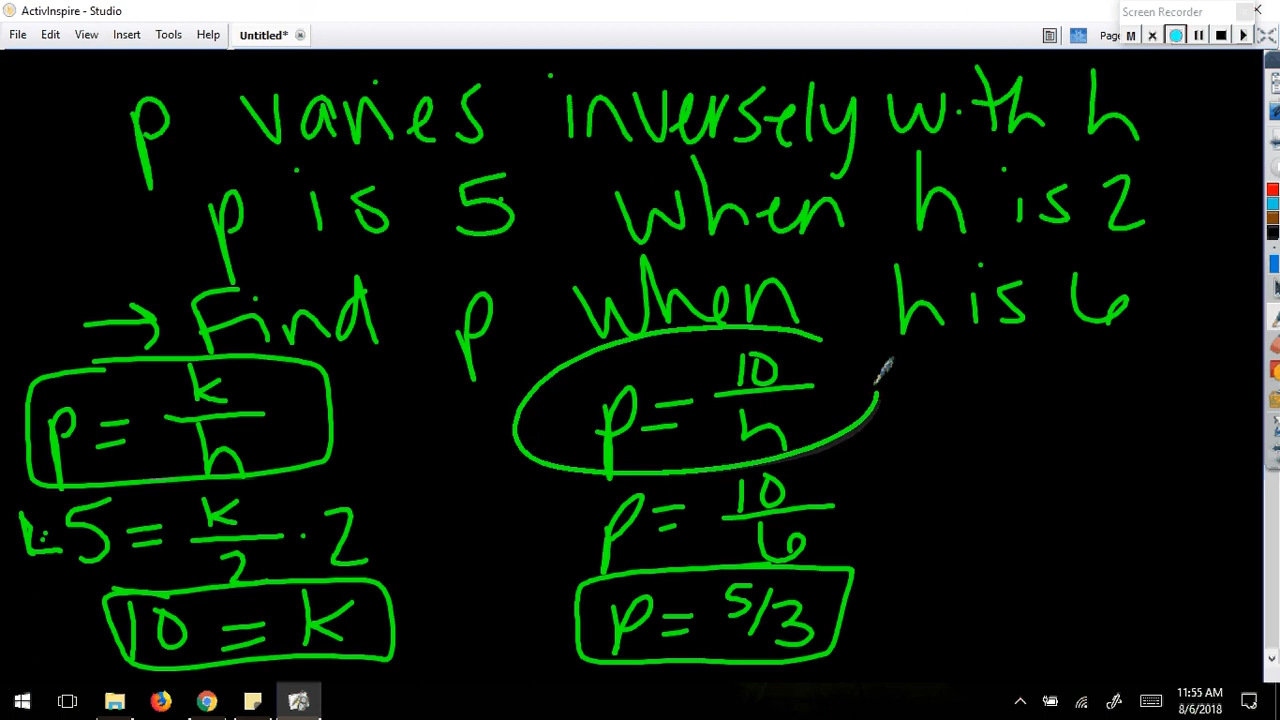 ActivInspire - Studio
Screen Recorder
File Edit View Insert Tools Help Untitled* Page
p varies inversely with h
p is 5 when h is 2
→ Find p when h is 6
p = k/h
p = 10/h
2·5 = k/2 · 2
p = 10/6
10 = k
p = 5/3
11:55 AM
8/6/2018